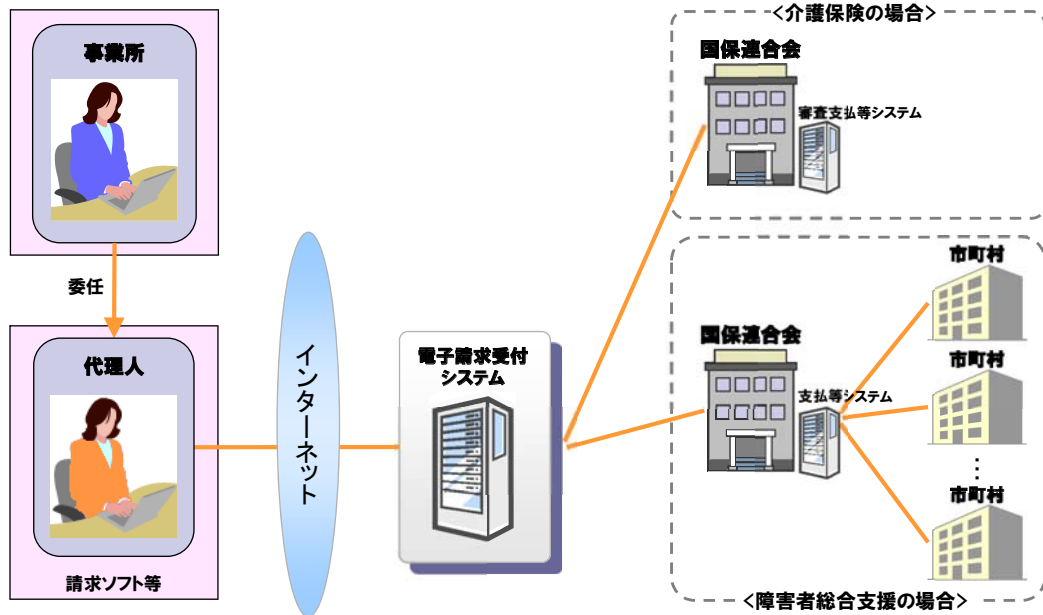 事業所
委任
代理人
請求ソフト等
インターネット
電子請求受付
システム
<介護保険の場合>
国保連合会
審査支払等システム
国保連合会
支払等システム
市町村
市町村
⋮
市町村
<障害者総合支援の場合>